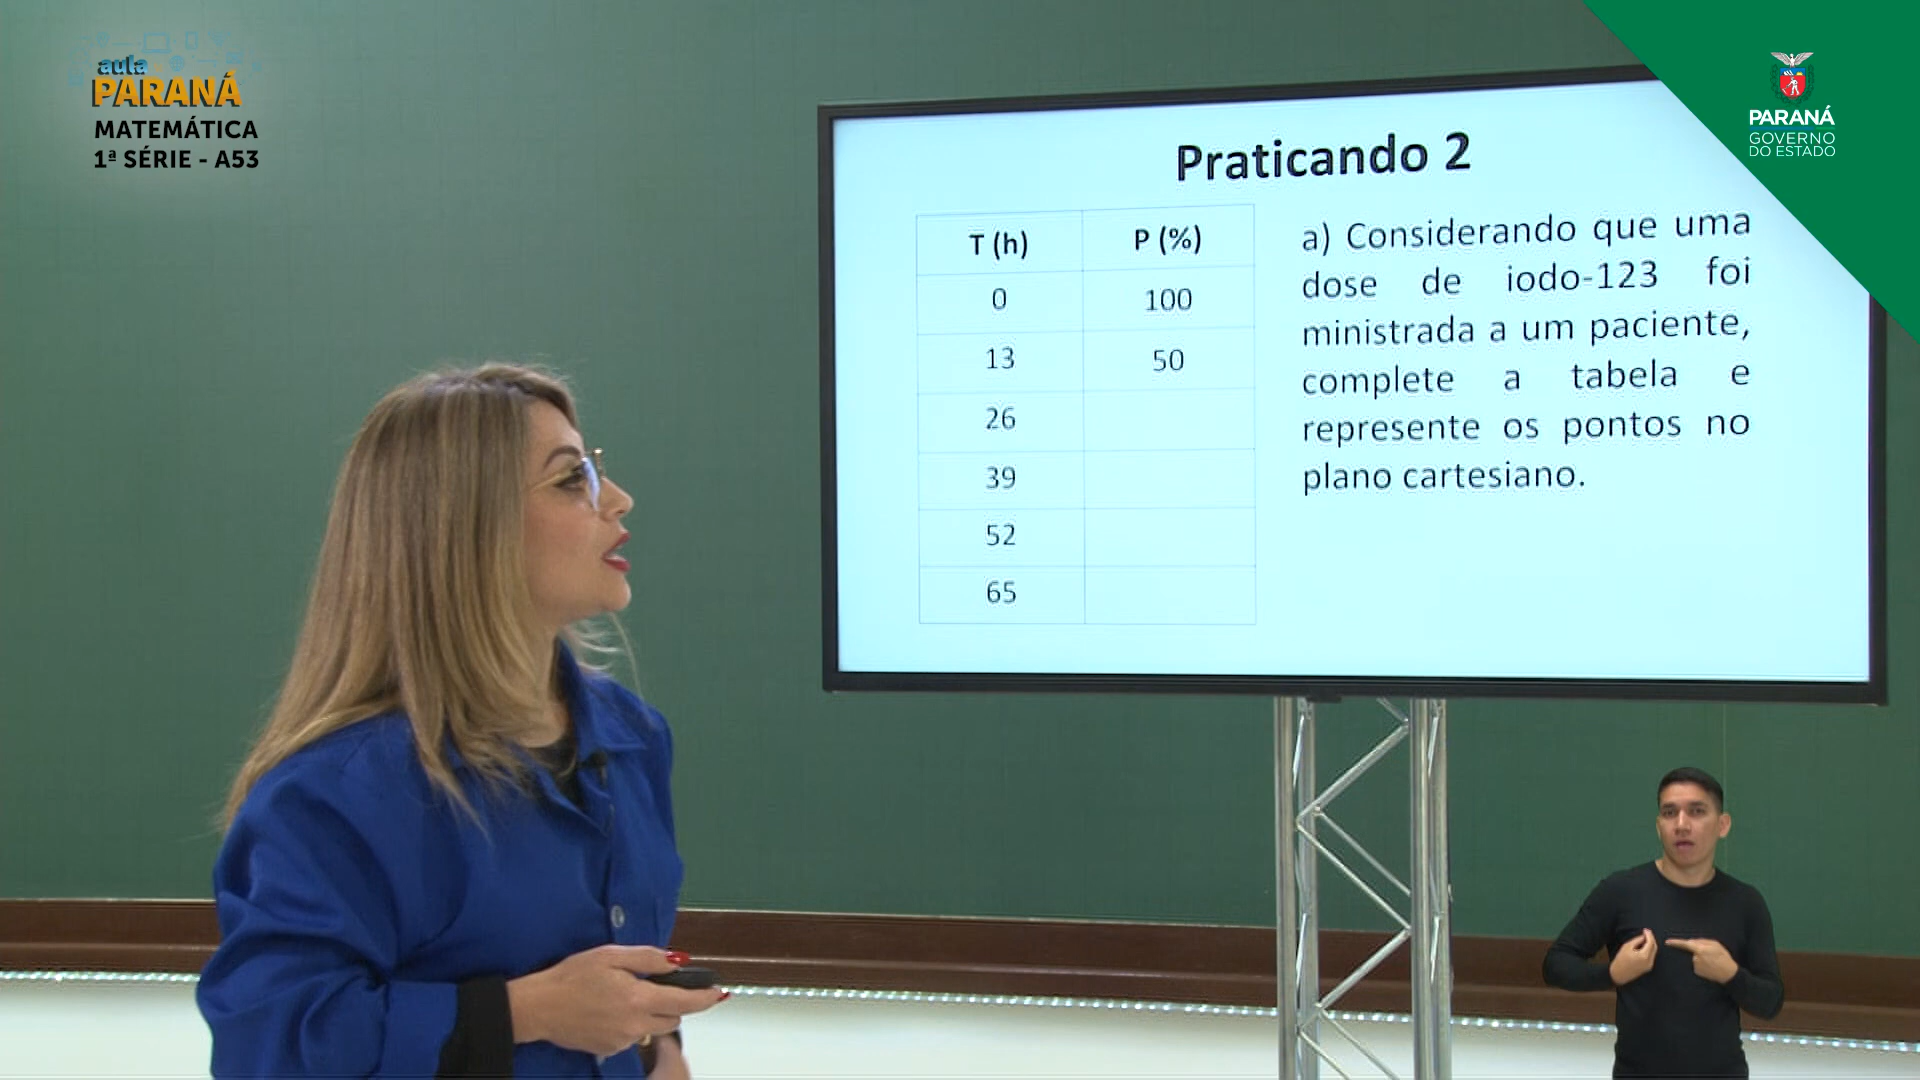 aula
PARANÁ
MATEMÁTICA
1ª SÉRIE - A53
PARANÁ
GOVERNO
DO ESTADO
Praticando 2
T (h) P (%)
0 100
13 50
26
39
52
65
a) Considerando que uma
dose de iodo-123 foi
ministrada a um paciente,
complete a tabela e
represente os pontos no
plano cartesiano.